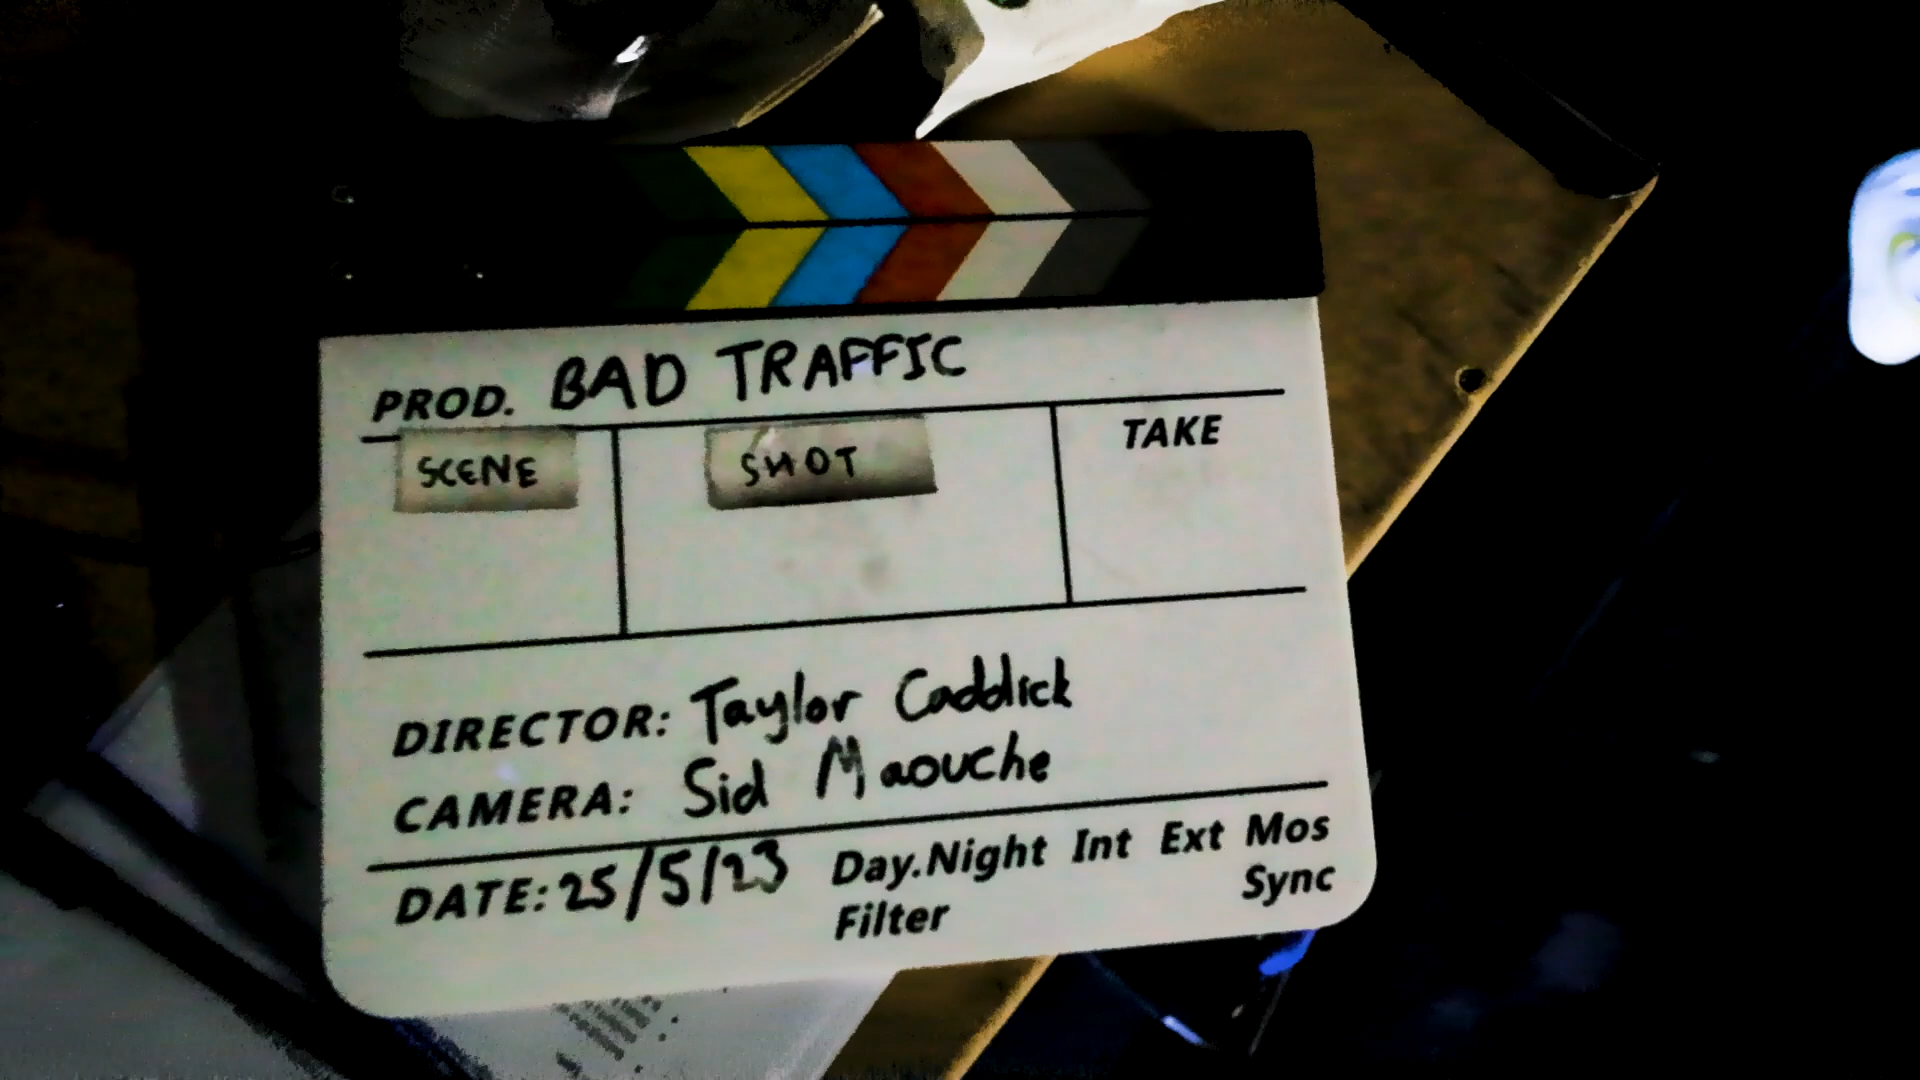 PROD. BAD TRAFFIC
SCENE SHOT TAKE
DIRECTOR: Taylor Caddick
CAMERA: Sid Maouche
DATE: 25/5/23 Day.Night Int Ext Mos
Filter Sync